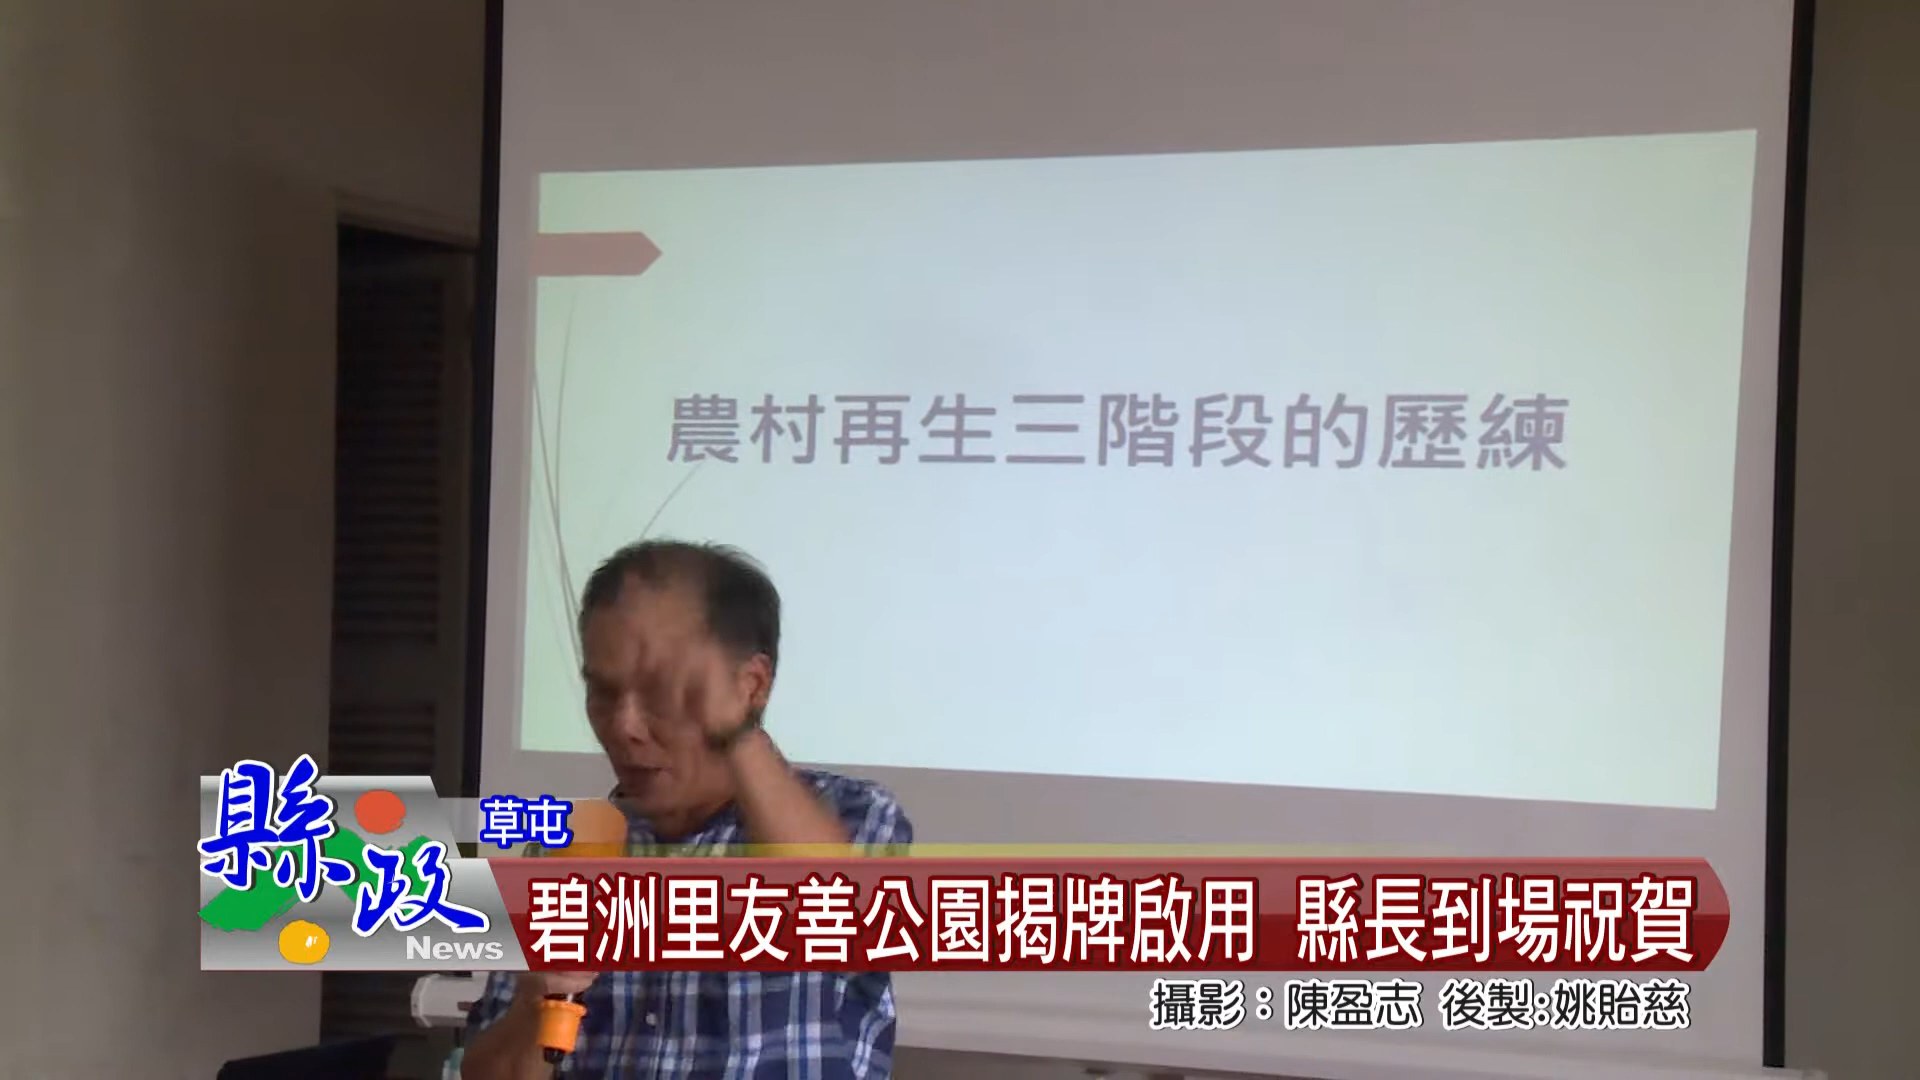 農村再生三階段的歷練
縣政
News
草屯
碧洲里友善公園揭牌啟用 縣長到場祝賀
攝影：陳盈志 後製:姚貽慈